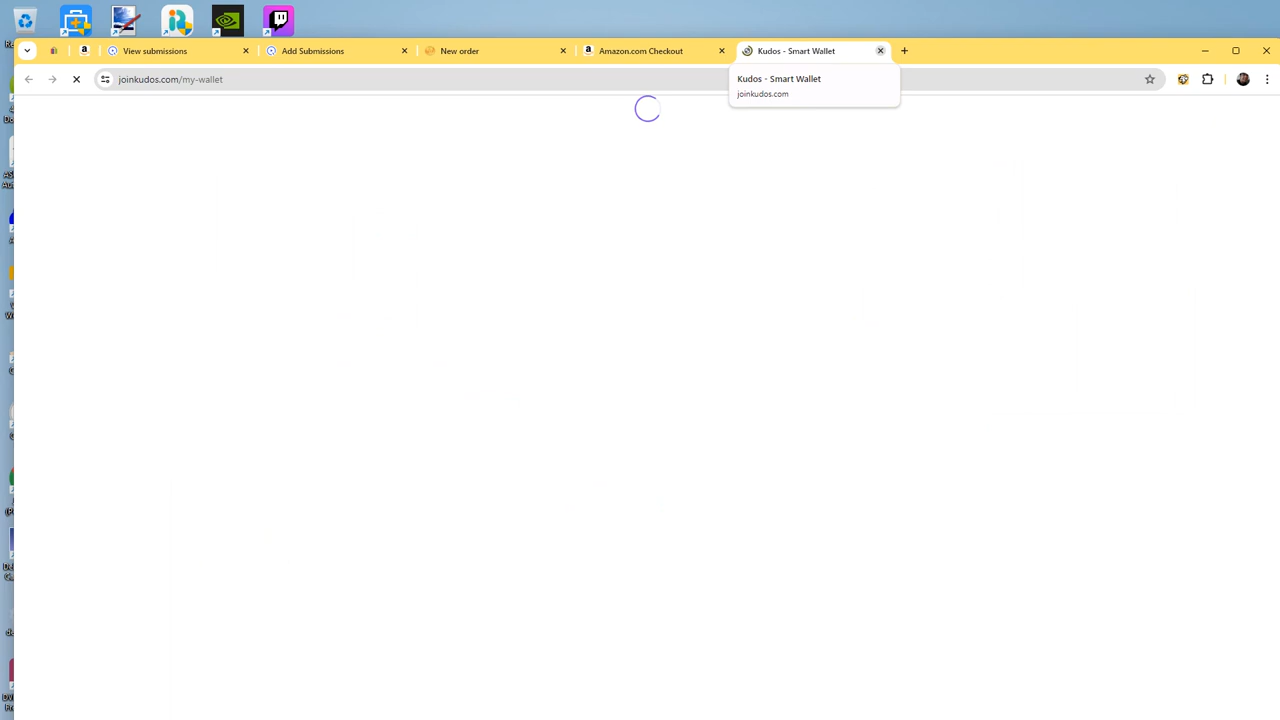 View submissions
Add Submissions
New order
Amazon.com Checkout
Kudos - Smart Wallet
joinkudos.com/my-wallet
Kudos - Smart Wallet
joinkudos.com